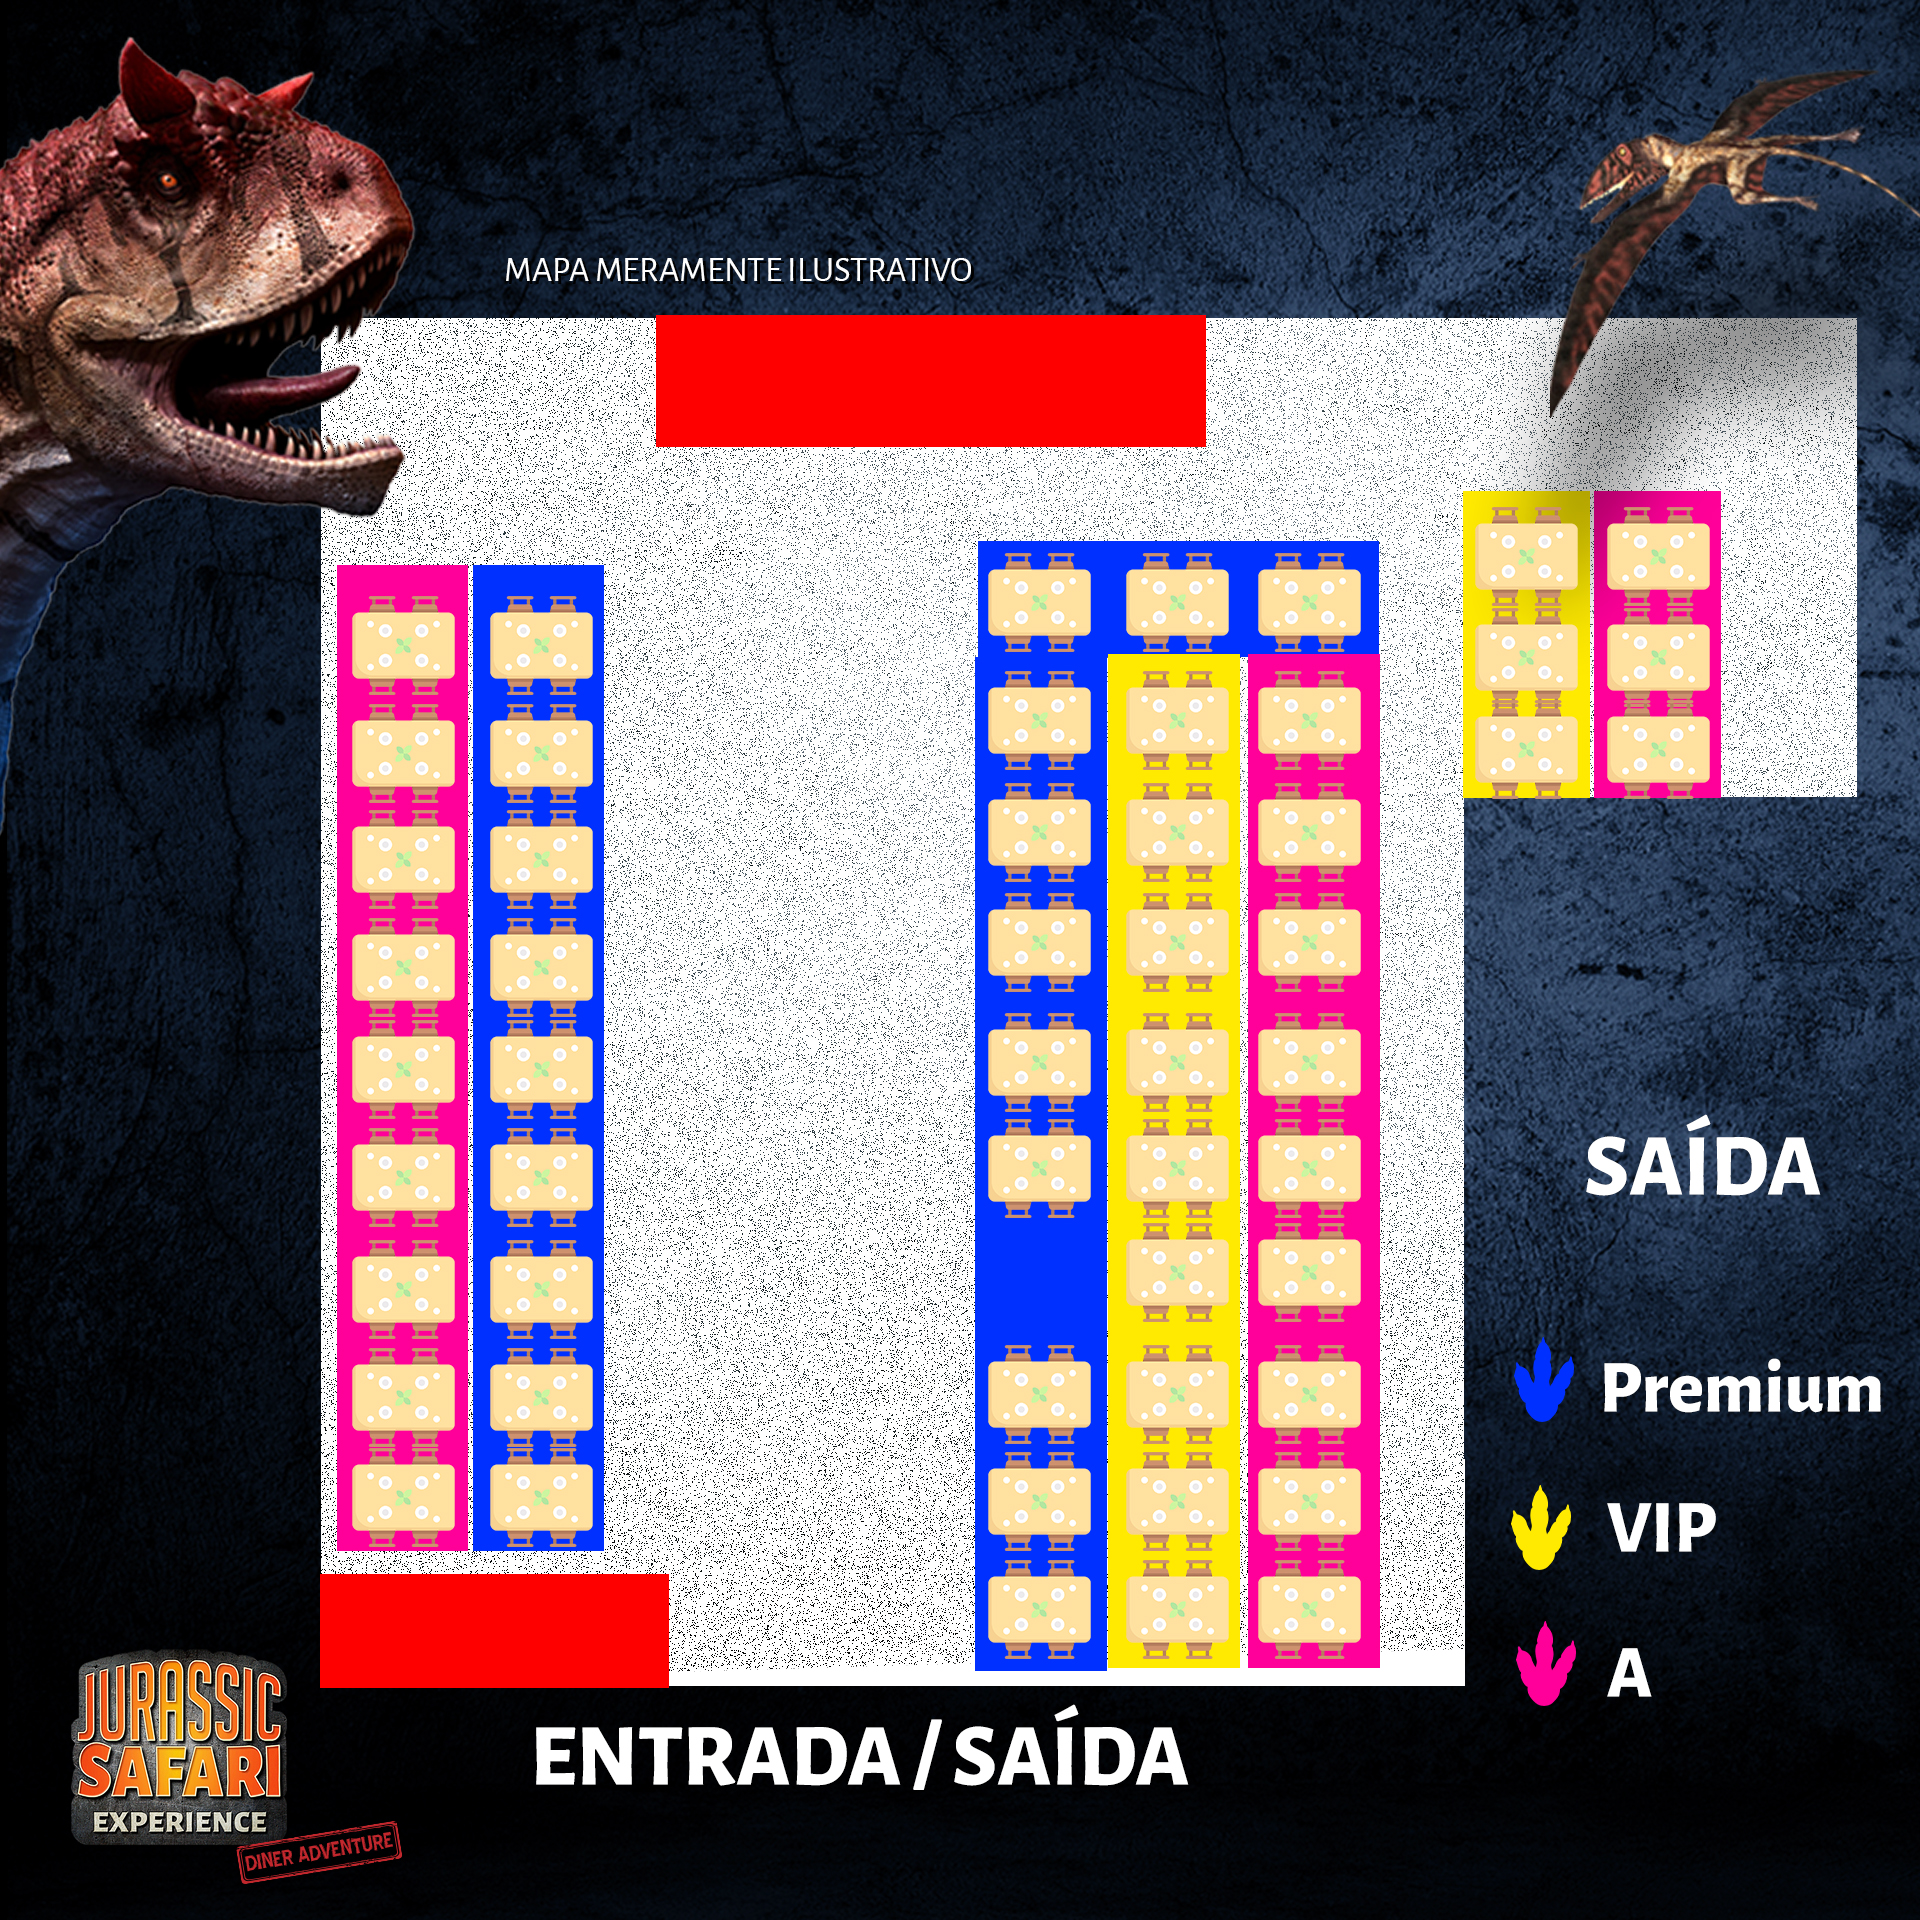 MAPA MERAMENTE ILUSTRATIVO
SAÍDA
Premium
VIP
A
JURASSIC
SAFARI
EXPERIENCE
DINER ADVENTURE
ENTRADA / SAÍDA